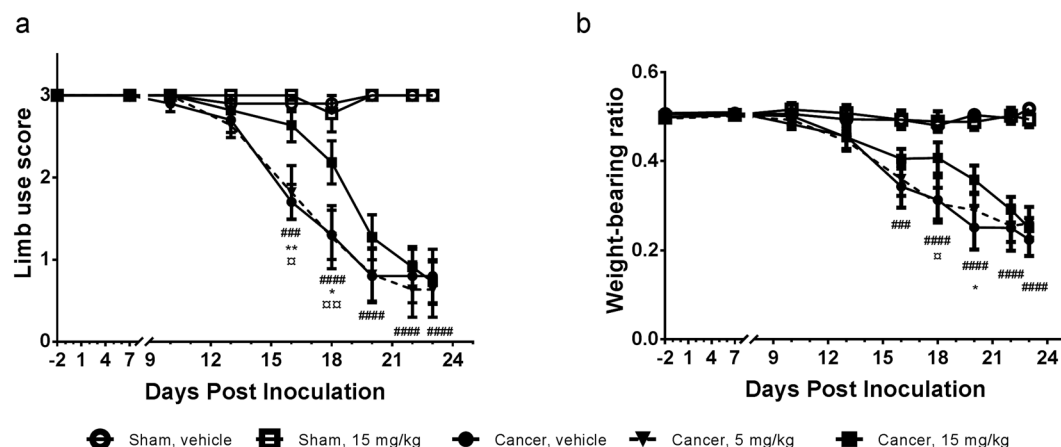 a
b
Limb use score
3
2
1
0
-2 1 4 7 9 12 15 18 21 24
Days Post Inoculation
###
**
¤
####
*
¤¤
####
####
####
Weight-bearing ratio
0.6
0.4
0.2
0.0
-2 1 4 7 9 12 15 18 21 24
Days Post Inoculation
###
####
¤
####
*
####
####
Sham, vehicle Sham, 15 mg/kg Cancer, vehicle Cancer, 5 mg/kg Cancer, 15 mg/kg